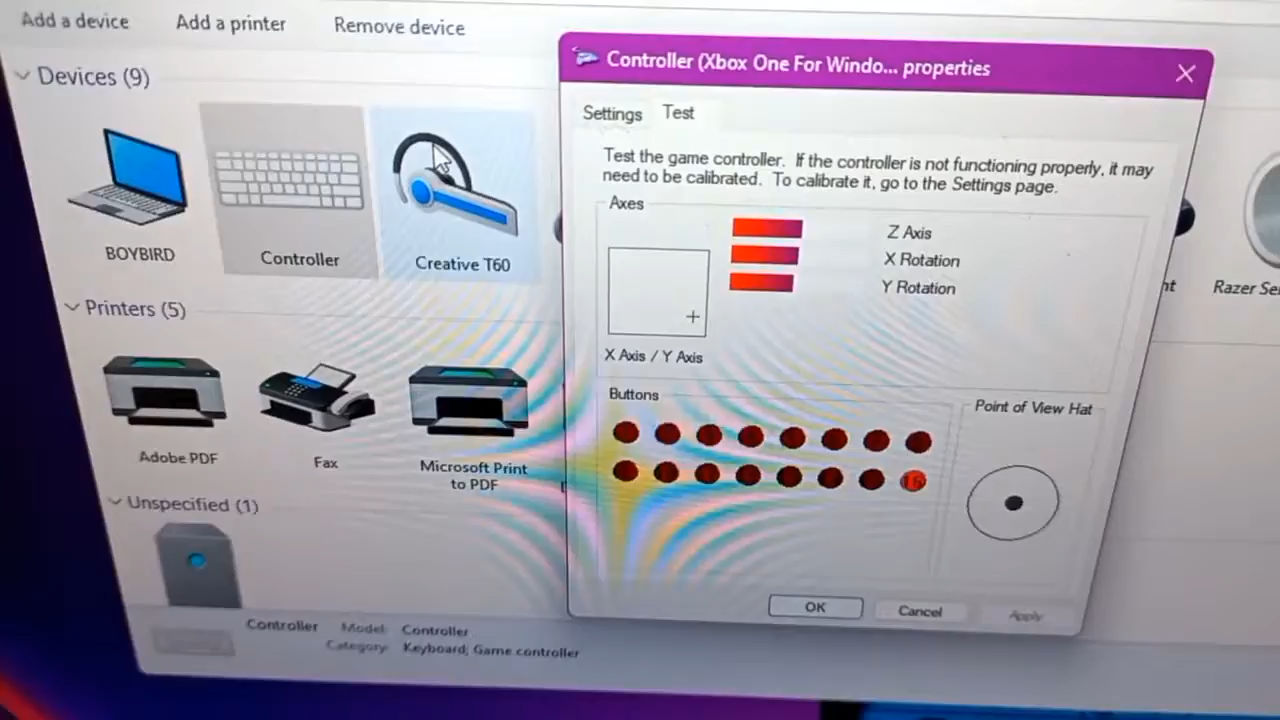 Add a device
Add a printer
Remove device
Devices (9)
BOYBIRD
Controller
Creative T60
Razer Se
Printers (5)
Adobe PDF
Fax
Microsoft Print
to PDF
Unspecified (1)
Controller
Model:
Controller
Category:
Keyboard; Game controller
Controller (Xbox One For Windo... properties
Settings
Test
Test the game controller. If the controller is not functioning properly, it may
need to be calibrated. To calibrate it, go to the Settings page.
Axes
Z Axis
X Rotation
Y Rotation
X Axis / Y Axis
Buttons
16
Point of View Hat
OK
Cancel
Apply